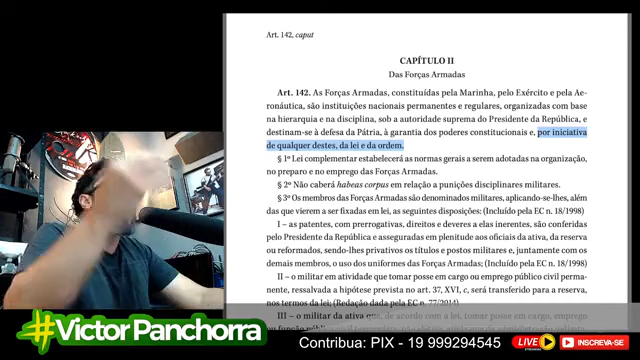 Art. 142, caput
CAPÍTULO II
Das Forças Armadas
Art. 142. As Forças Armadas, constituídas pela Marinha, pelo Exército e pela Ae-
ronáutica, são instituições nacionais permanentes e regulares, organizadas com base
na hierarquia e na disciplina, sob a autoridade suprema do Presidente da República, e
destinam-se à defesa da Pátria, à garantia dos poderes constitucionais e, por iniciativa
de qualquer destes, da lei e da ordem.
§ 1º Lei complementar estabelecerá as normas gerais a serem adotadas na organização,
no preparo e no emprego das Forças Armadas.
§ 2º Não caberá habeas corpus em relação a punições disciplinares militares.
§ 3º Os membros das Forças Armadas são denominados militares, aplicando-se-lhes, além
das que vierem a ser fixadas em lei, as seguintes disposições: (Incluído pela EC n. 18/1998)
I – as patentes, com prerrogativas, direitos e deveres a elas inerentes, são conferidas
pelo Presidente da República e asseguradas em plenitude aos oficiais da ativa, da reserva
ou reformados, sendo-lhes privativos os títulos e postos militares e, juntamente com os
demais membros, o uso dos uniformes das Forças Armadas; (Incluído pela EC n. 18/1998)
II – o militar em atividade que tomar posse em cargo ou emprego público civil perma-
nente, ressalvada a hipótese prevista no art. 37, XVI, c, será transferido para a reserva,
nos termos da lei; (Redação dada pela EC n. 77/2014)
III – o militar da ativa que, de acordo com a lei, tomar posse em cargo, emprego
#VictorPanchorra
Contribua: PIX - 19 999294545
LIVE
INSCREVA-SE